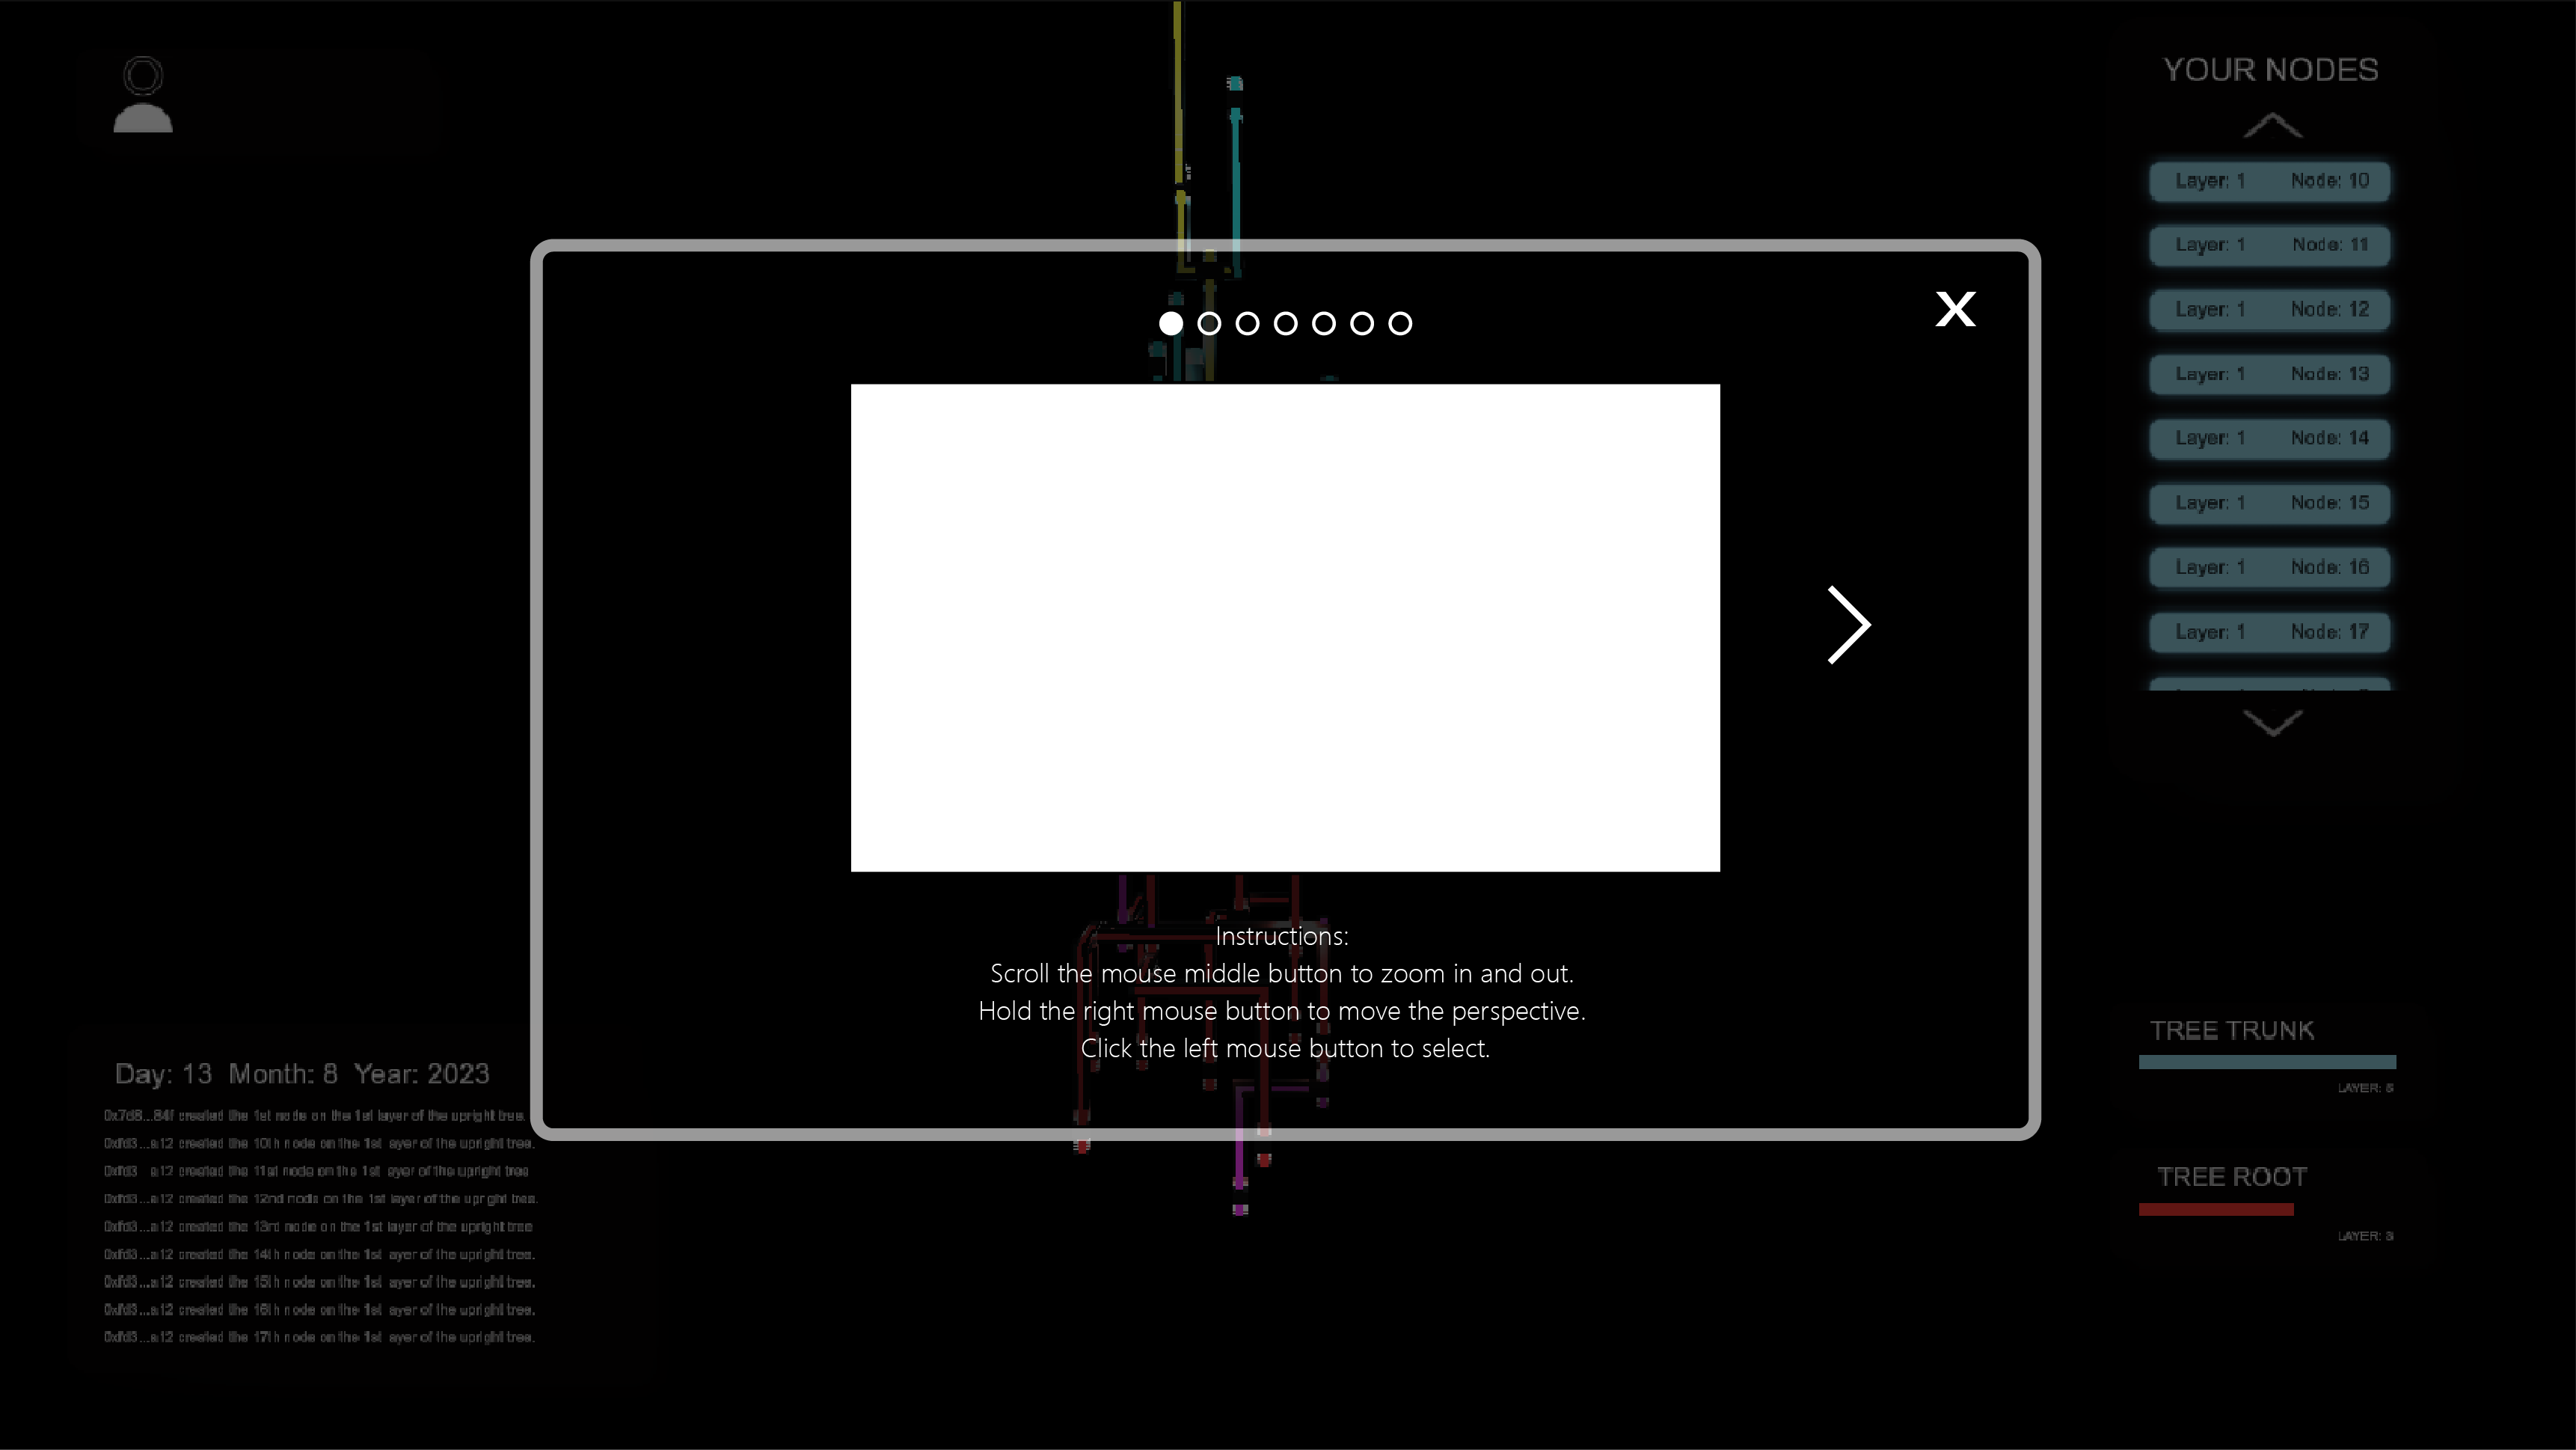 YOUR NODES
Layer: 1 Node: 10
Layer: 1 Node: 11
Layer: 1 Node: 12
Layer: 1 Node: 13
Layer: 1 Node: 14
Layer: 1 Node: 15
Layer: 1 Node: 16
Layer: 1 Node: 17
X
Instructions:
Scroll the mouse middle button to zoom in and out.
Hold the right mouse button to move the perspective.
Click the left mouse button to select.
Day: 13 Month: 8 Year: 2023
0x7d8...84f created the 1st node on the 1st layer of the upright tree.
0xfd3...a12 created the 10th node on the 1st layer of the upright tree.
0xfd3...a12 created the 11st node on the 1st layer of the upright tree.
0xfd3...a12 created the 12nd node on the 1st layer of the upright tree.
0xfd3...a12 created the 13rd node on the 1st layer of the upright tree.
0xfd3...a12 created the 14th node on the 1st layer of the upright tree.
0xfd3...a12 created the 15th node on the 1st layer of the upright tree.
0xfd3...a12 created the 16th node on the 1st layer of the upright tree.
0xfd3...a12 created the 17th node on the 1st layer of the upright tree.
TREE TRUNK
LAYER: 5
TREE ROOT
LAYER: 3